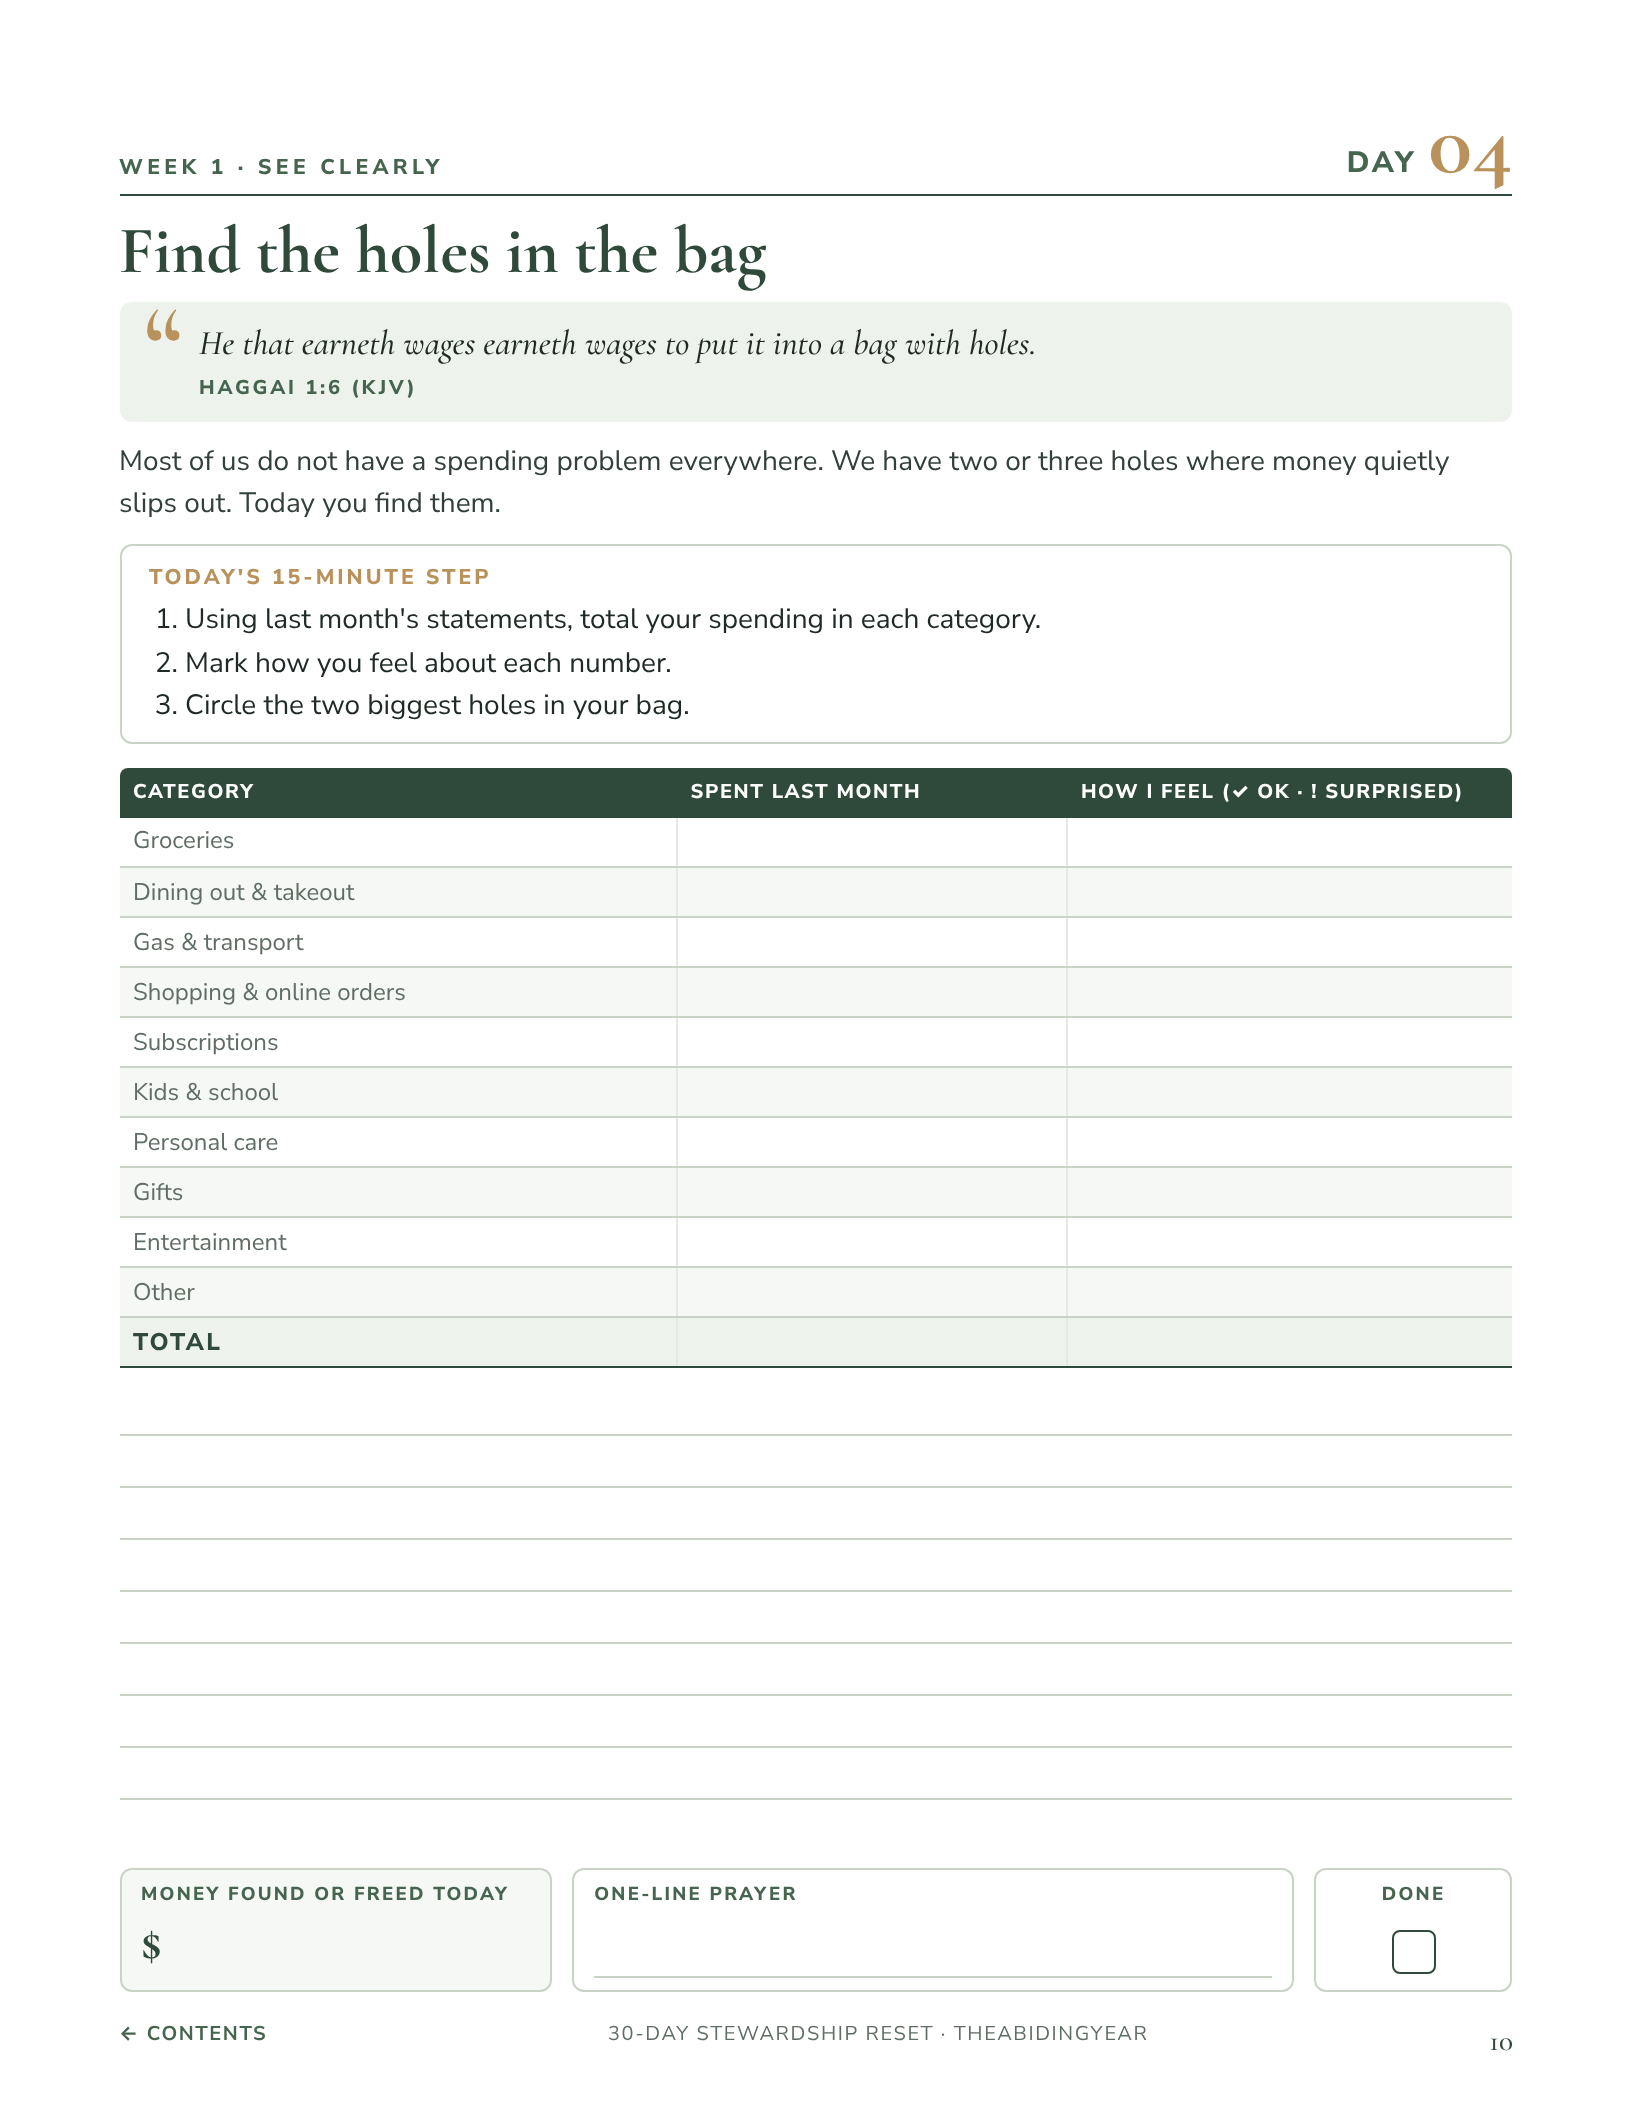 WEEK 1 · SEE CLEARLY
DAY 04
Find the holes in the bag
“ He that earneth wages earneth wages to put it into a bag with holes.
HAGGAI 1:6 (KJV)
Most of us do not have a spending problem everywhere. We have two or three holes where money quietly
slips out. Today you find them.
TODAY'S 15-MINUTE STEP
1. Using last month's statements, total your spending in each category.
2. Mark how you feel about each number.
3. Circle the two biggest holes in your bag.
CATEGORY SPENT LAST MONTH HOW I FEEL (✓ OK · ! SURPRISED)
Groceries
Dining out & takeout
Gas & transport
Shopping & online orders
Subscriptions
Kids & school
Personal care
Gifts
Entertainment
Other
TOTAL
MONEY FOUND OR FREED TODAY
$
ONE-LINE PRAYER
DONE
← CONTENTS
30-DAY STEWARDSHIP RESET · THEABIDINGYEAR
10